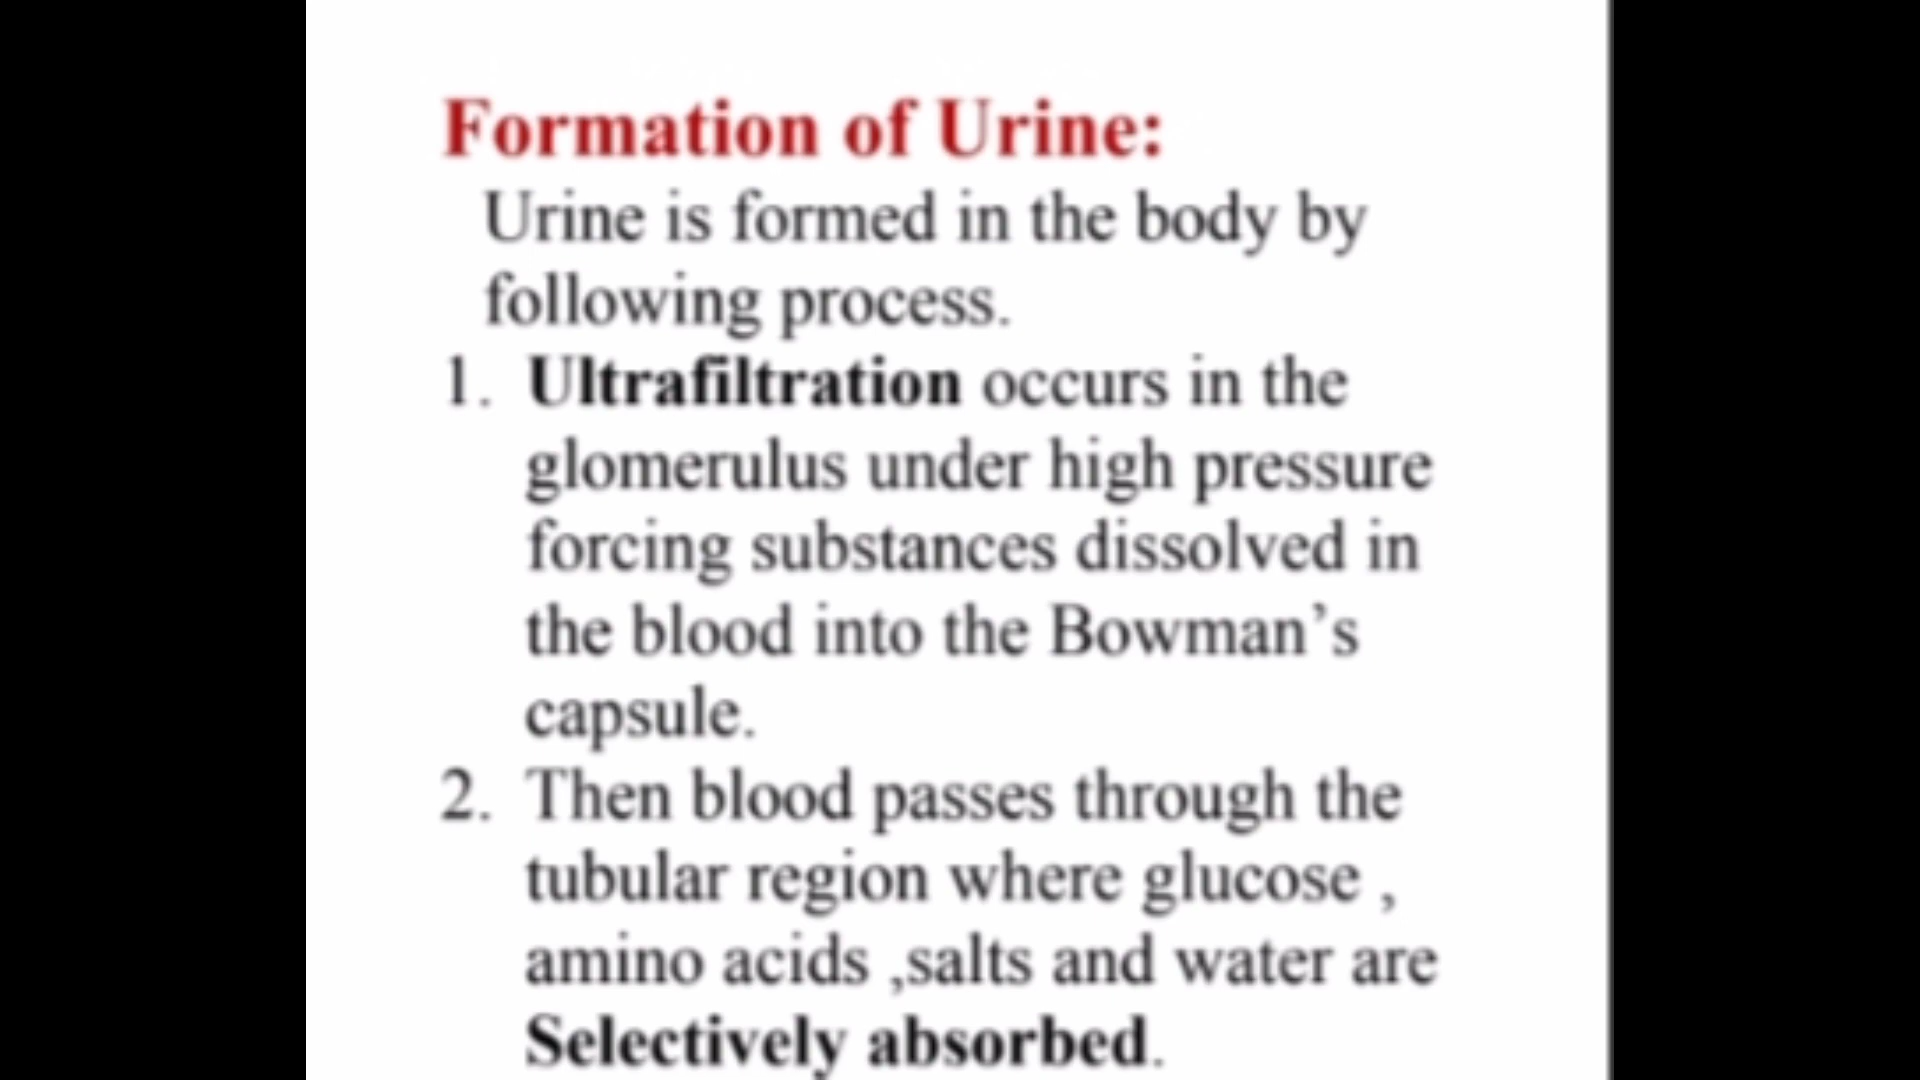 Formation of Urine:
Urine is formed in the body by
following process.
1. Ultrafiltration occurs in the
glomerulus under high pressure
forcing substances dissolved in
the blood into the Bowman’s
capsule.
2. Then blood passes through the
tubular region where glucose ,
amino acids ,salts and water are
Selectively absorbed.